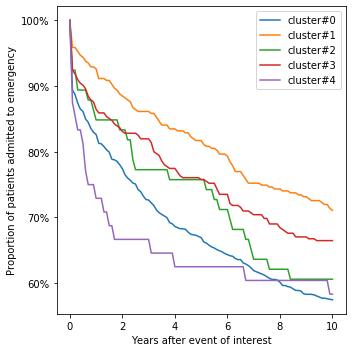 100%
90%
80%
70%
60%
Proportion of patients admitted to emergency
cluster#0
cluster#1
cluster#2
cluster#3
cluster#4
0
2
4
6
8
10
Years after event of interest